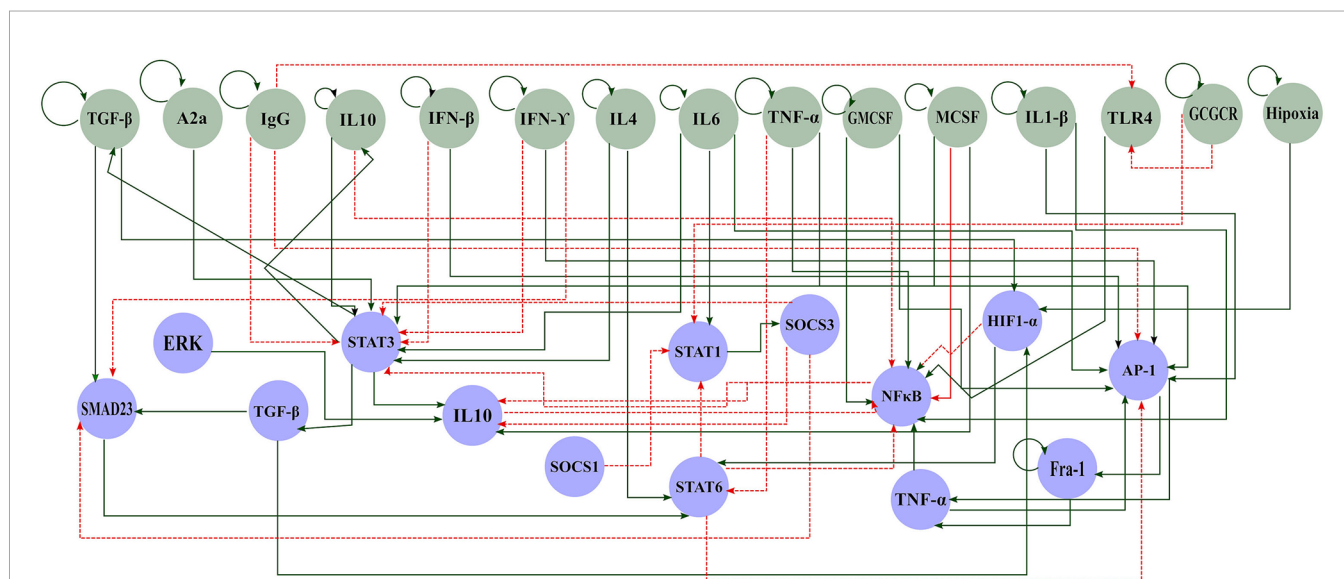 TGF-β
A2a
IgG
IL10
IFN-β
IFN-ϒ
IL4
IL6
TNF-α
GMCSF
MCSF
IL1-β
TLR4
GCGCR
Hipoxia
ERK
STAT3
STAT1
SOCS3
HIF1-α
SMAD23
TGF-β
IL10
NFκB
AP-1
SOCS1
STAT6
TNF-α
Fra-1